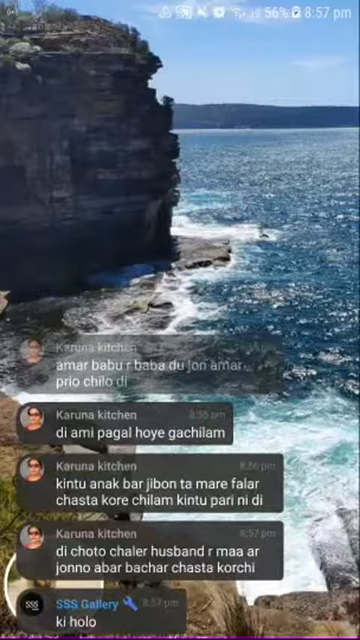 56% 8:57 pm
Karuna kitchen
amar babu r baba du jon amar
prio chilo di
Karuna kitchen 8:55 pm
di ami pagal hoye gachilam
Karuna kitchen 8:56 pm
kintu anak bar jibon ta mare falar
chasta kore chilam kintu pari ni di
Karuna kitchen 8:57 pm
di choto chaler husband r maa ar
jonno abar bachar chasta korchi
SSS SSS Gallery 🔧 8:57 pm
ki holo